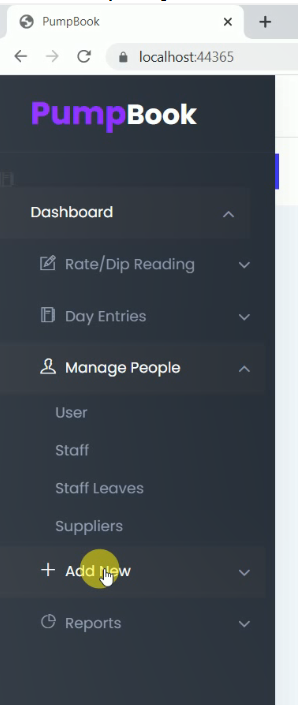 PumpBook
localhost:44365
PumpBook
Dashboard
Rate/Dip Reading
Day Entries
Manage People
User
Staff
Staff Leaves
Suppliers
Add New
Reports